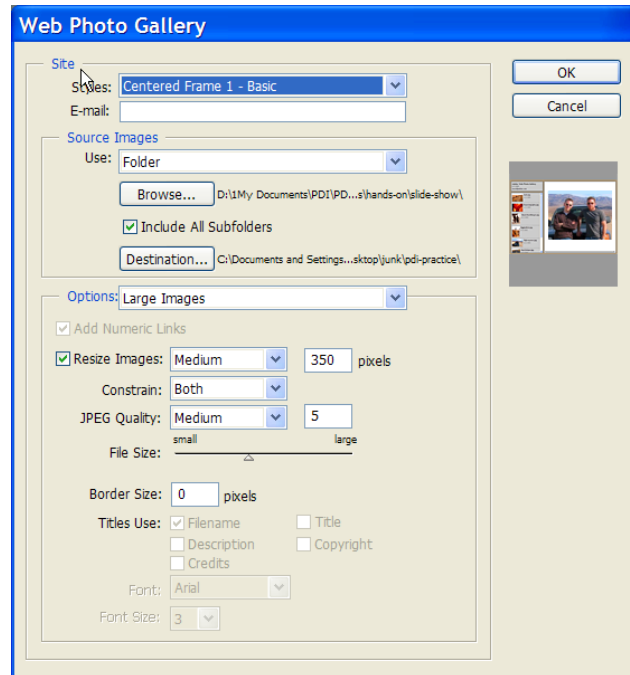 Web Photo Gallery
Site
Styles: Centered Frame 1 - Basic
OK
E-mail:
Cancel
Source Images
Use: Folder
Browse... D:\1My Documents\PDI\PD...s\hands-on\slide-show\
Include All Subfolders
Destination... C:\Documents and Settings...sktop\junk\pdi-practice\
Options: Large Images
Add Numeric Links
Resize Images: Medium 350 pixels
Constrain: Both
JPEG Quality: Medium 5
small large
File Size:
Border Size: 0 pixels
Titles Use: Filename Title
Description Copyright
Credits
Font: Arial
Font Size: 3